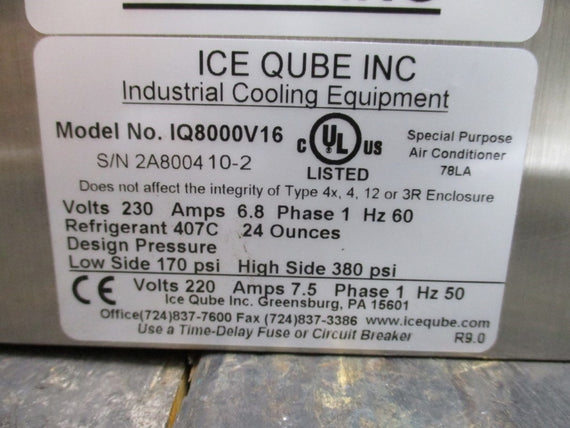 ICE QUBE INC
Industrial Cooling Equipment
Model No. IQ8000V16
S/N 2A800410-2
C UL US
LISTED
Special Purpose
Air Conditioner
78LA
Does not affect the integrity of Type 4x, 4, 12 or 3R Enclosure
Volts 230 Amps 6.8 Phase 1 Hz 60
Refrigerant 407C 24 Ounces
Design Pressure
Low Side 170 psi High Side 380 psi
CE Volts 220 Amps 7.5 Phase 1 Hz 50
Ice Qube Inc. Greensburg, PA 15601
Office(724)837-7600 Fax (724)837-3386 www.iceqube.com
Use a Time-Delay Fuse or Circuit Breaker
R9.0